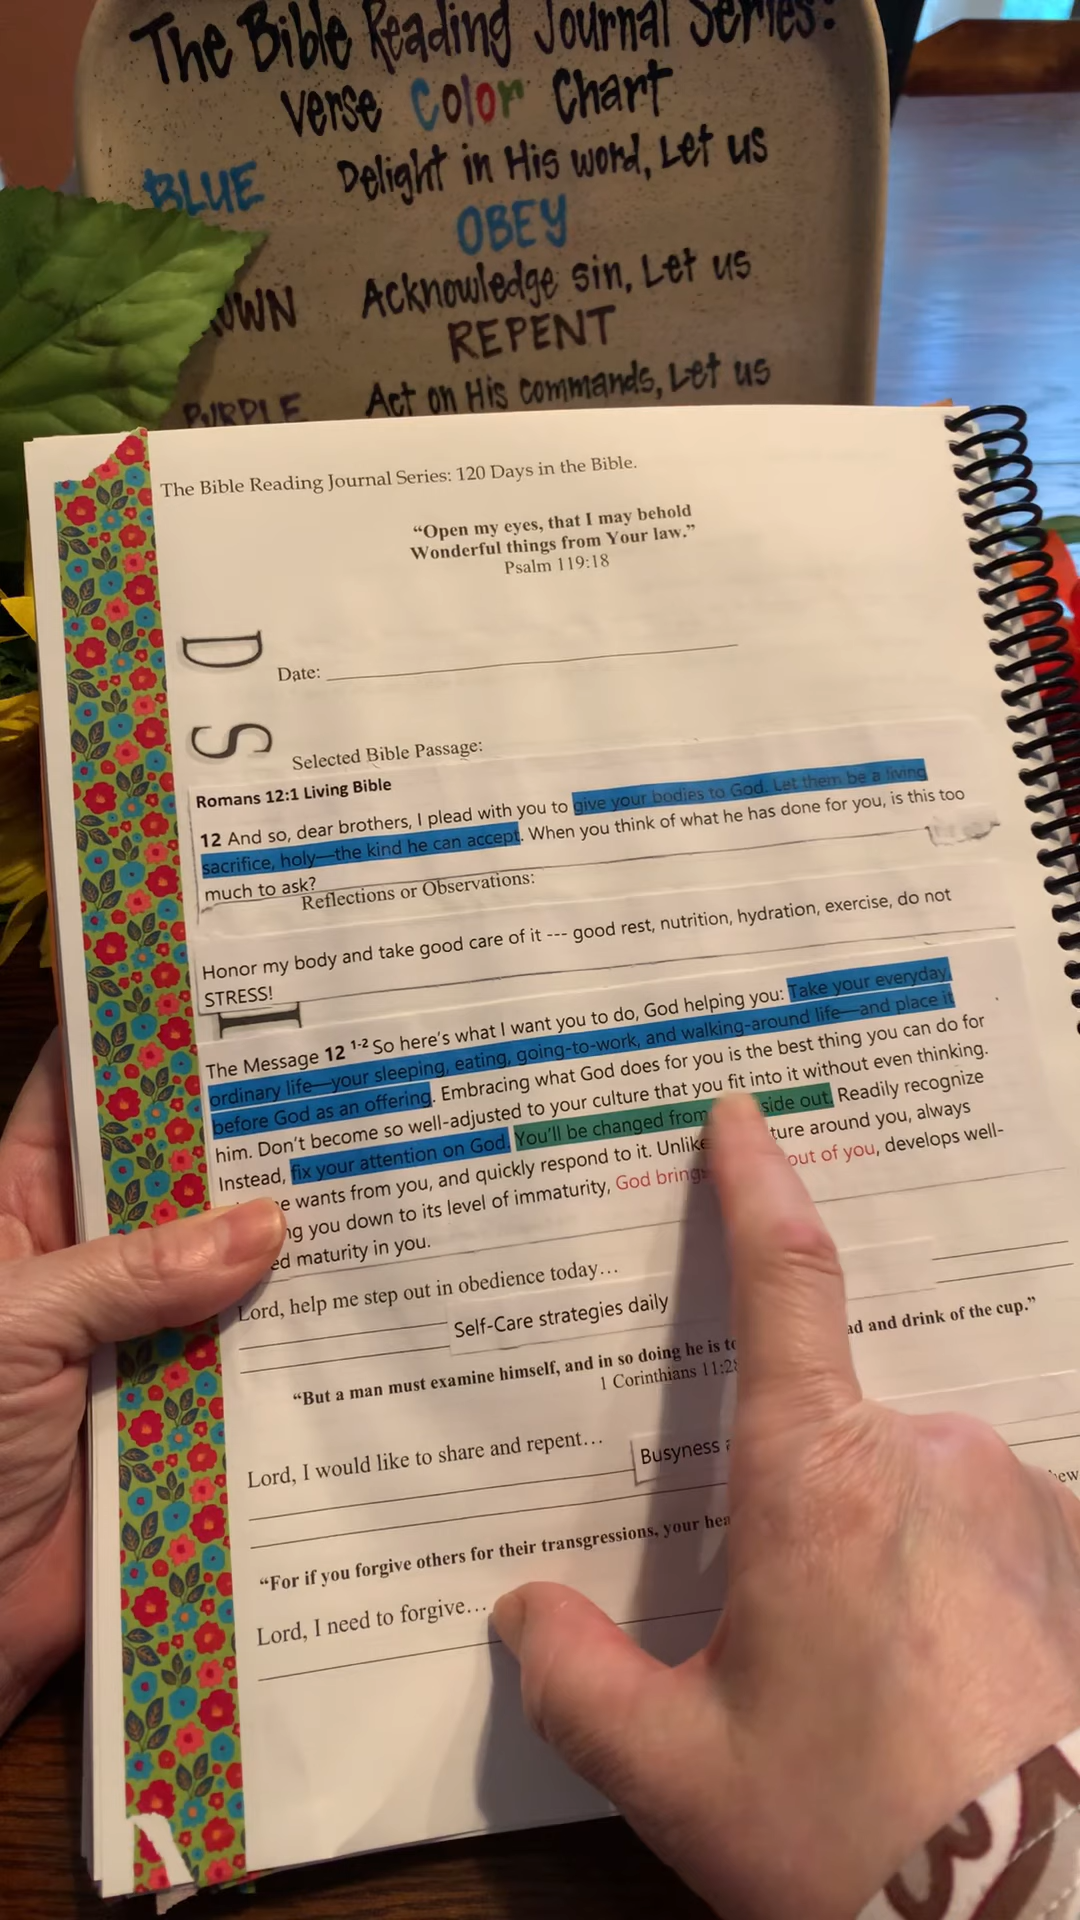 The Bible Reading Journal Series:
Verse Color Chart
BLUE Delight in His word, Let us
OBEY
Acknowledge sin, Let us
REPENT
PURPLE Act on His commands, Let us
The Bible Reading Journal Series: 120 Days in the Bible.
“Open my eyes, that I may behold
Wonderful things from Your law.”
Psalm 119:18
D
Date:
S
Selected Bible Passage:
Romans 12:1 Living Bible
12 And so, dear brothers, I plead with you to give your bodies to God. Let them be a living
sacrifice, holy—the kind he can accept. When you think of what he has done for you, is this too
much to ask?
Reflections or Observations:
Honor my body and take good care of it --- good rest, nutrition, hydration, exercise, do not
STRESS!
The Message 12 1-2 So here’s what I want you to do, God helping you: Take your everyday,
ordinary life—your sleeping, eating, going-to-work, and walking-around life—and place it
before God as an offering. Embracing what God does for you is the best thing you can do for
him. Don’t become so well-adjusted to your culture that you fit into it without even thinking.
Instead, fix your attention on God. You’ll be changed from side out. Readily recognize
wants from you, and quickly respond to it. Unlike around you, always
you down to its level of immaturity, God brings out of you, develops well-
maturity in you.
Lord, help me step out in obedience today…
Self-Care strategies daily
“But a man must examine himself, and in so doing he is and drink of the cup.”
1 Corinthians
Lord, I would like to share and repent…
Busyness
“For if you forgive others for their transgressions, your
Lord, I need to forgive…